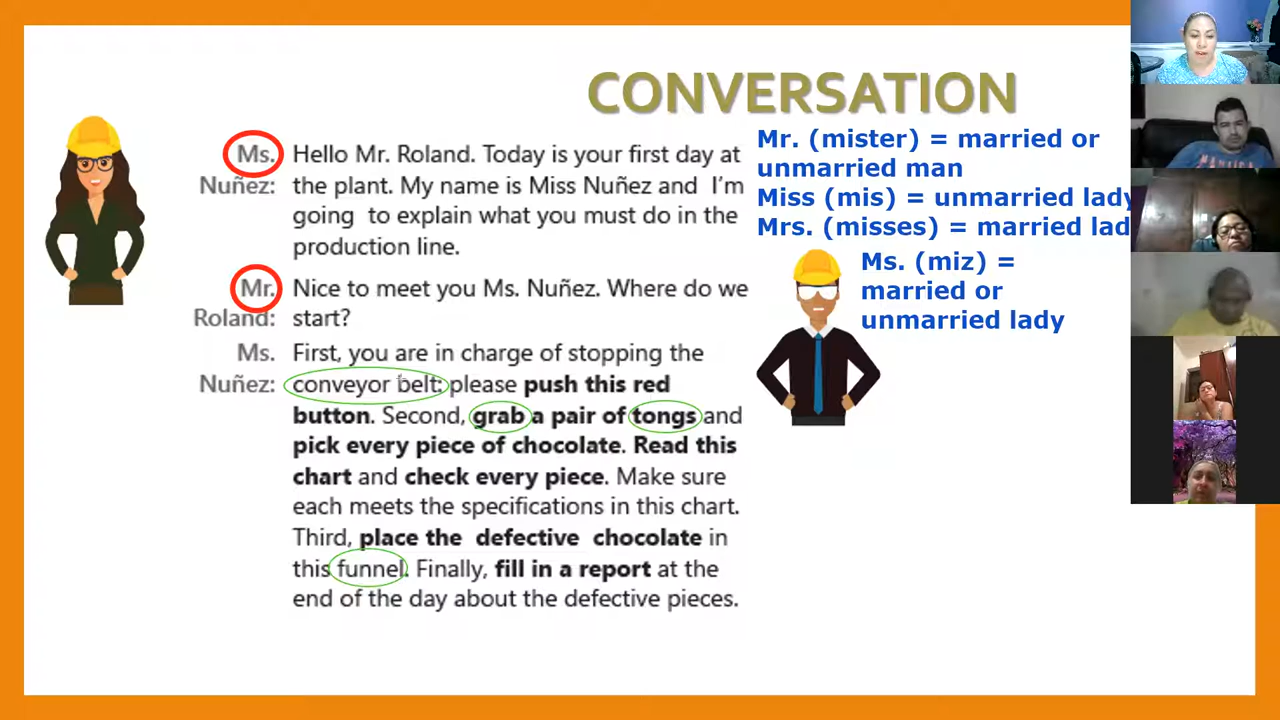 CONVERSATION
Ms. Hello Mr. Roland. Today is your first day at
Nuñez: the plant. My name is Miss Nuñez and I'm
going to explain what you must do in the
production line.
Mr. Nice to meet you Ms. Nuñez. Where do we
Roland: start?
Ms. First, you are in charge of stopping the
Nuñez: conveyor belt: please push this red
button. Second, grab a pair of tongs and
pick every piece of chocolate. Read this
chart and check every piece. Make sure
each meets the specifications in this chart.
Third, place the defective chocolate in
this funnel. Finally, fill in a report at the
end of the day about the defective pieces.
Mr. (mister) = married or
unmarried man
Miss (mis) = unmarried lady
Mrs. (misses) = married lad
Ms. (miz) =
married or
unmarried lady